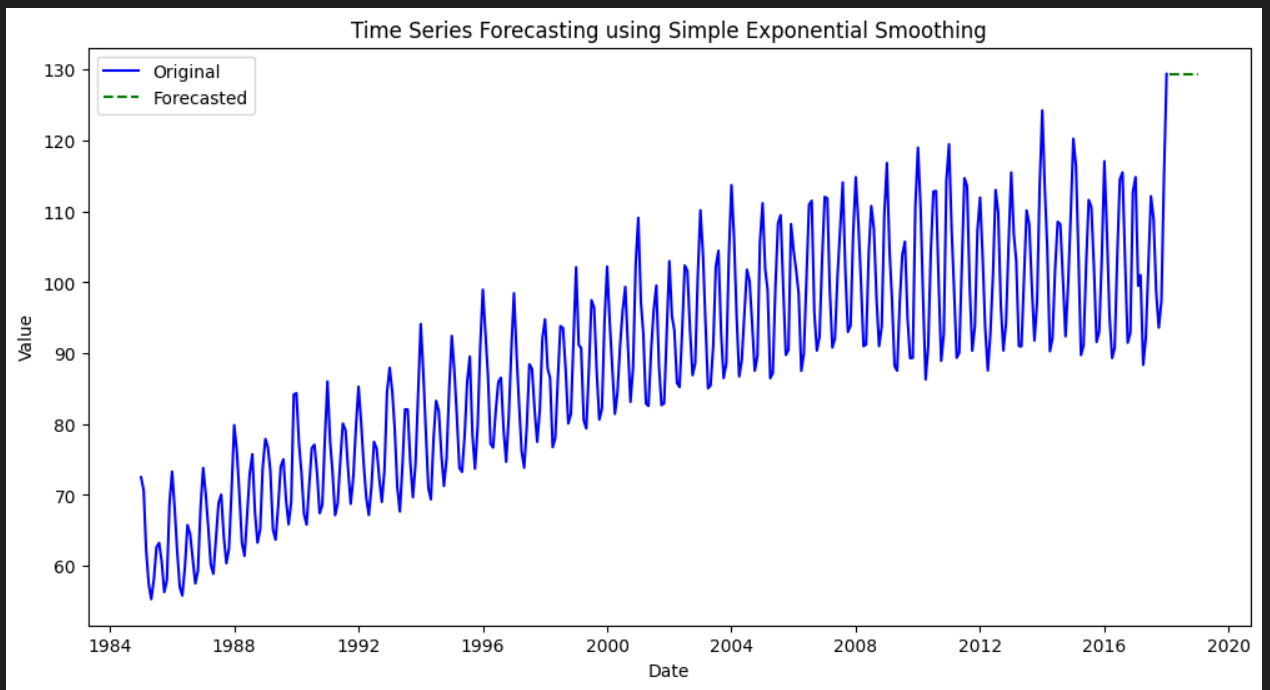 Time Series Forecasting using Simple Exponential Smoothing
Original
Forecasted
Value
130
120
110
100
90
80
70
60
1984 1988 1992 1996 2000 2004 2008 2012 2016 2020
Date